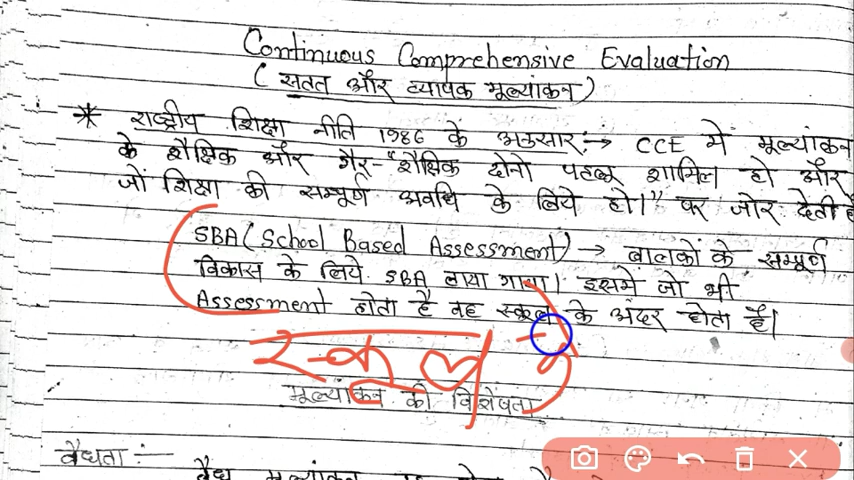 Continuous Comprehensive Evaluation
(सतत और व्यापक मूल्यांकन)
* राष्ट्रीय शिक्षा नीति 1986 के अनुसार :→ CCE में मूल्यांकन
के शैक्षिक और गैर-"शैक्षिक दोनो पहलू शामिल हो और
जो शिक्षा की सम्पूर्ण अवधि के लिये हो।" पर जोर देती है
SBA (School Based Assessment) → बालकों के सम्पूर्ण
विकास के लिये SBA लाया गया। इसमे जो भी
Assessment होता है वह स्कूल के अंदर होता है।
मूल्यांकन की विशेषता
वैधता :—
वैध मूल्यांकन